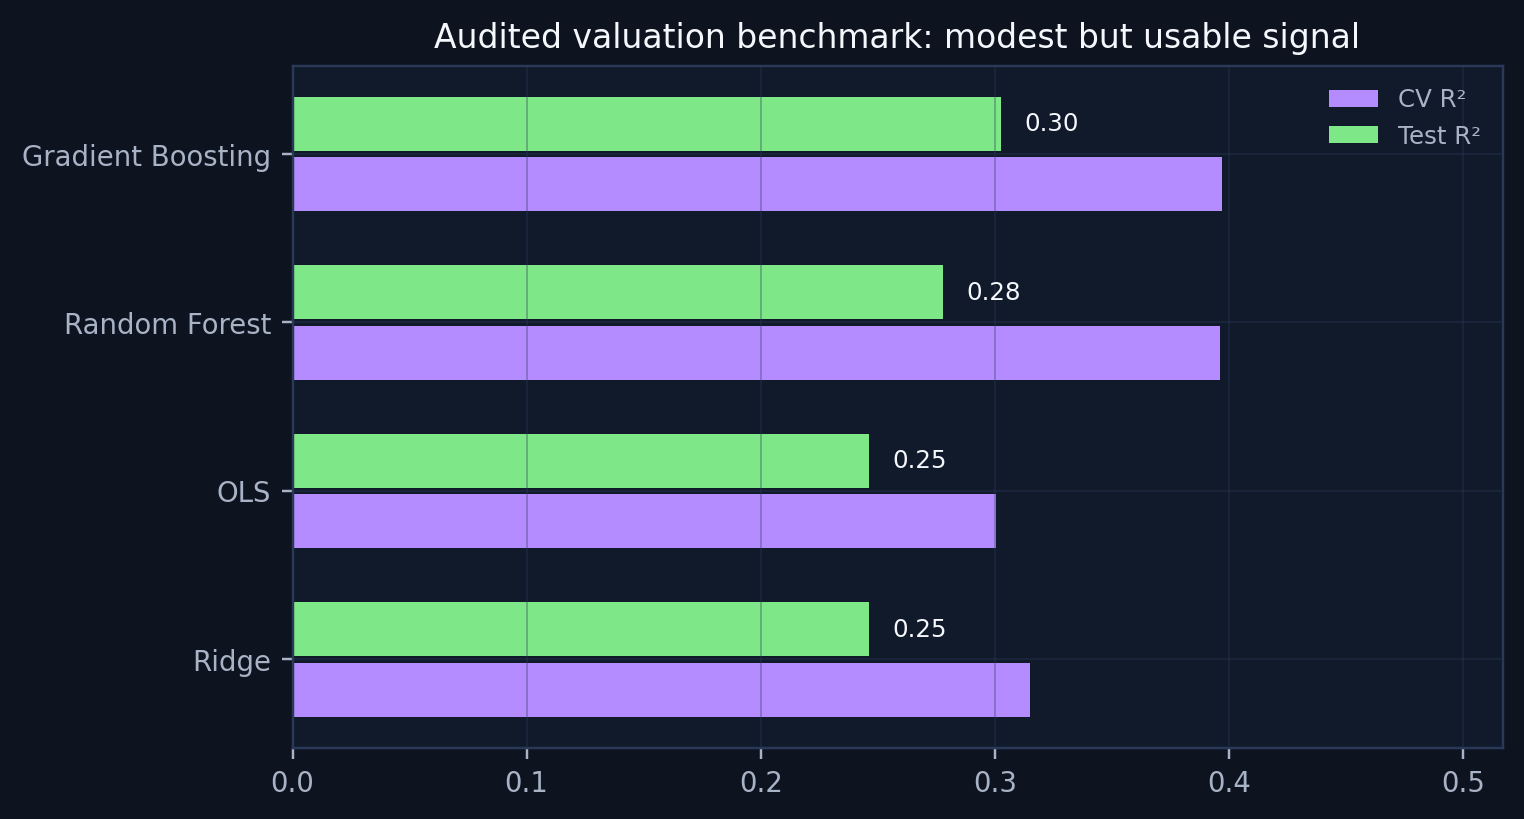 Audited valuation benchmark: modest but usable signal
CV R²
Test R²
Gradient Boosting
0.30
Random Forest
0.28
OLS
0.25
Ridge
0.25
0.0 0.1 0.2 0.3 0.4 0.5